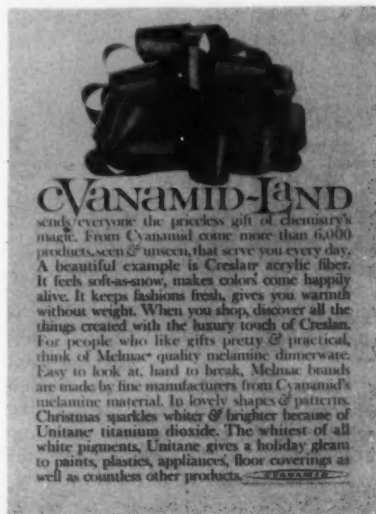 CYANAMID-LAND
sends everyone the priceless gift of chemistry's
magic. From Cyanamid come more than 6,000
products, seen & unseen, that serve you every day.
A beautiful example is Creslan® acrylic fiber.
It feels soft-as-snow, makes colors come happily
alive. It keeps fashions fresh, gives you warmth
without weight. When you shop, discover all the
things created with the luxury touch of Creslan.
For people who like gifts pretty & practical,
think of Melmac® quality melamine dinnerware.
Easy to look at, hard to break, Melmac brands
are made by fine manufacturers from Cyanamid's
melamine material. In lovely shapes & patterns.
Christmas sparkles whiter & brighter because of
Unitane® titanium dioxide. The whitest of all
white pigments, Unitane gives a holiday gleam
to paints, plastics, appliances, floor coverings as
well as countless other products. CYANAMID